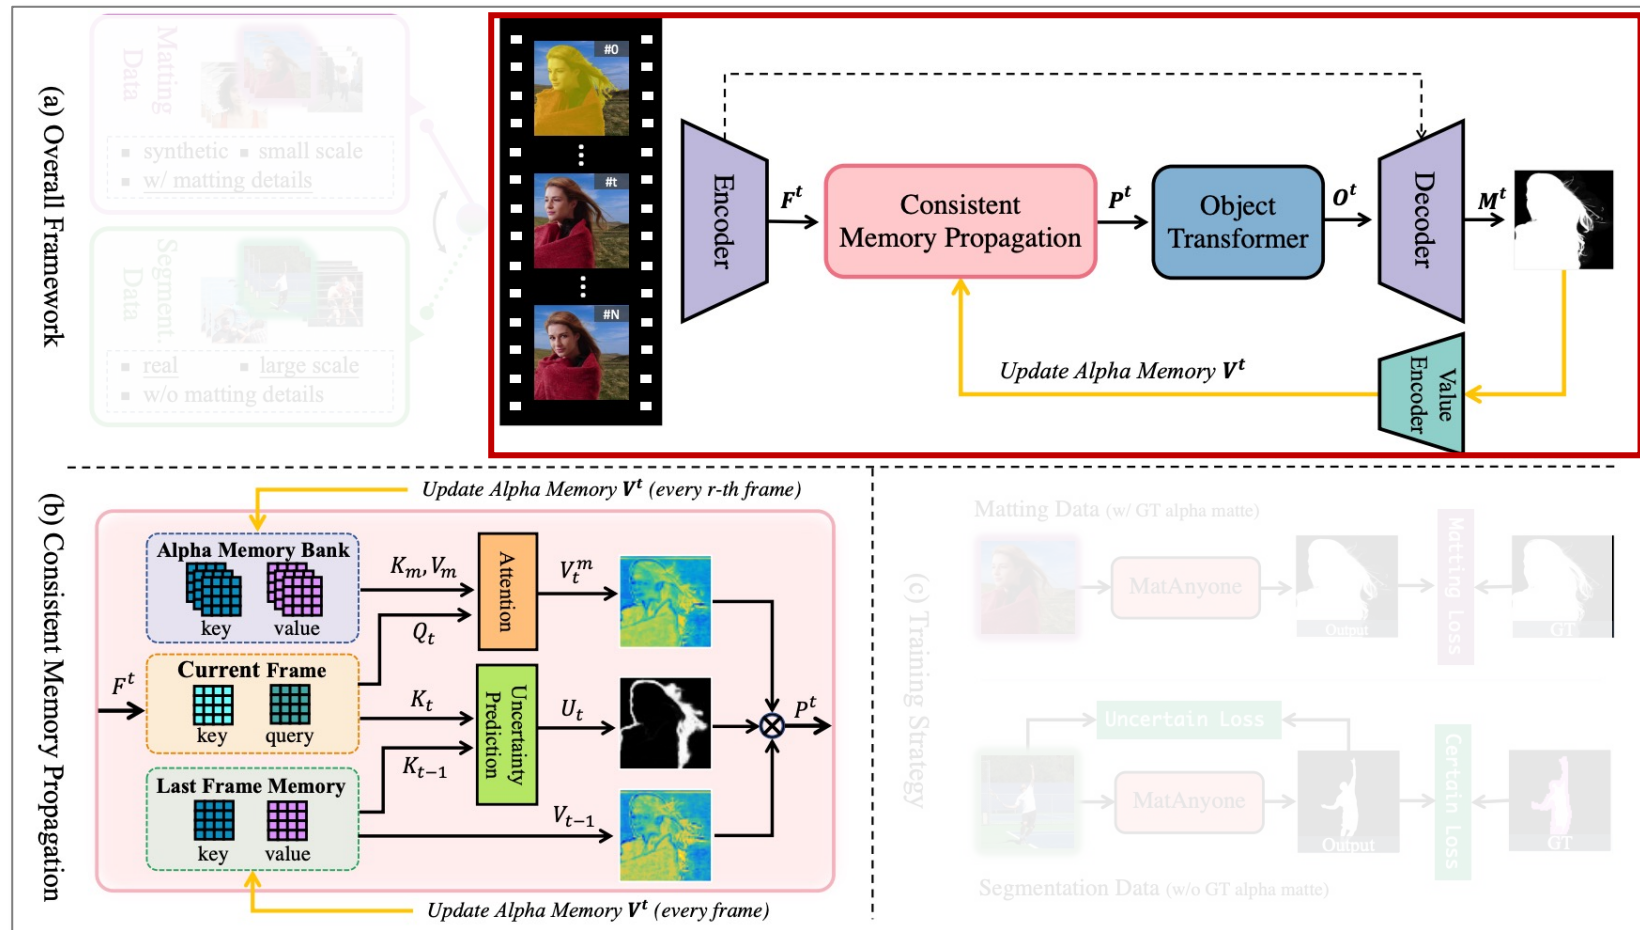 (a) Overall Framework
Matting
Data
▪ synthetic ▪ small scale
▪ w/ matting details
Segment.
Data
▪ real ▪ large scale
▪ w/o matting details
#0
#t
#N
Encoder
F^t
Consistent
Memory Propagation
P^t
Object
Transformer
O^t
Decoder
M^t
Value
Encoder
Update Alpha Memory V^t
(b) Consistent Memory Propagation
Update Alpha Memory V^t (every r-th frame)
Alpha Memory Bank
key value
F^t
Current Frame
key query
Last Frame Memory
key value
K_m, V_m
Q_t
K_t
K_{t-1}
V_{t-1}
Attention
Uncertainty
Prediction
V_t^m
U_t
P^t
Update Alpha Memory V^t (every frame)
(c) Training Strategy
Matting Data (w/ GT alpha matte)
MatAnyone
Output
Matting Loss
GT
Uncertain Loss
MatAnyone
Output
Certain Loss
GT
Segmentation Data (w/o GT alpha matte)